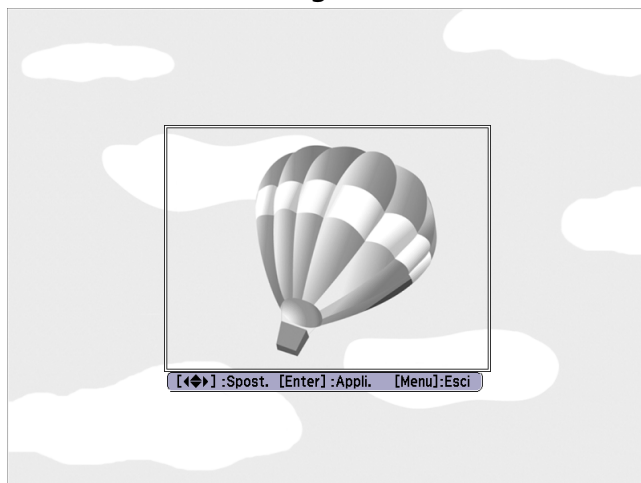 [◀◆▶] :Spost. [Enter] :Appli. [Menu]:Esci